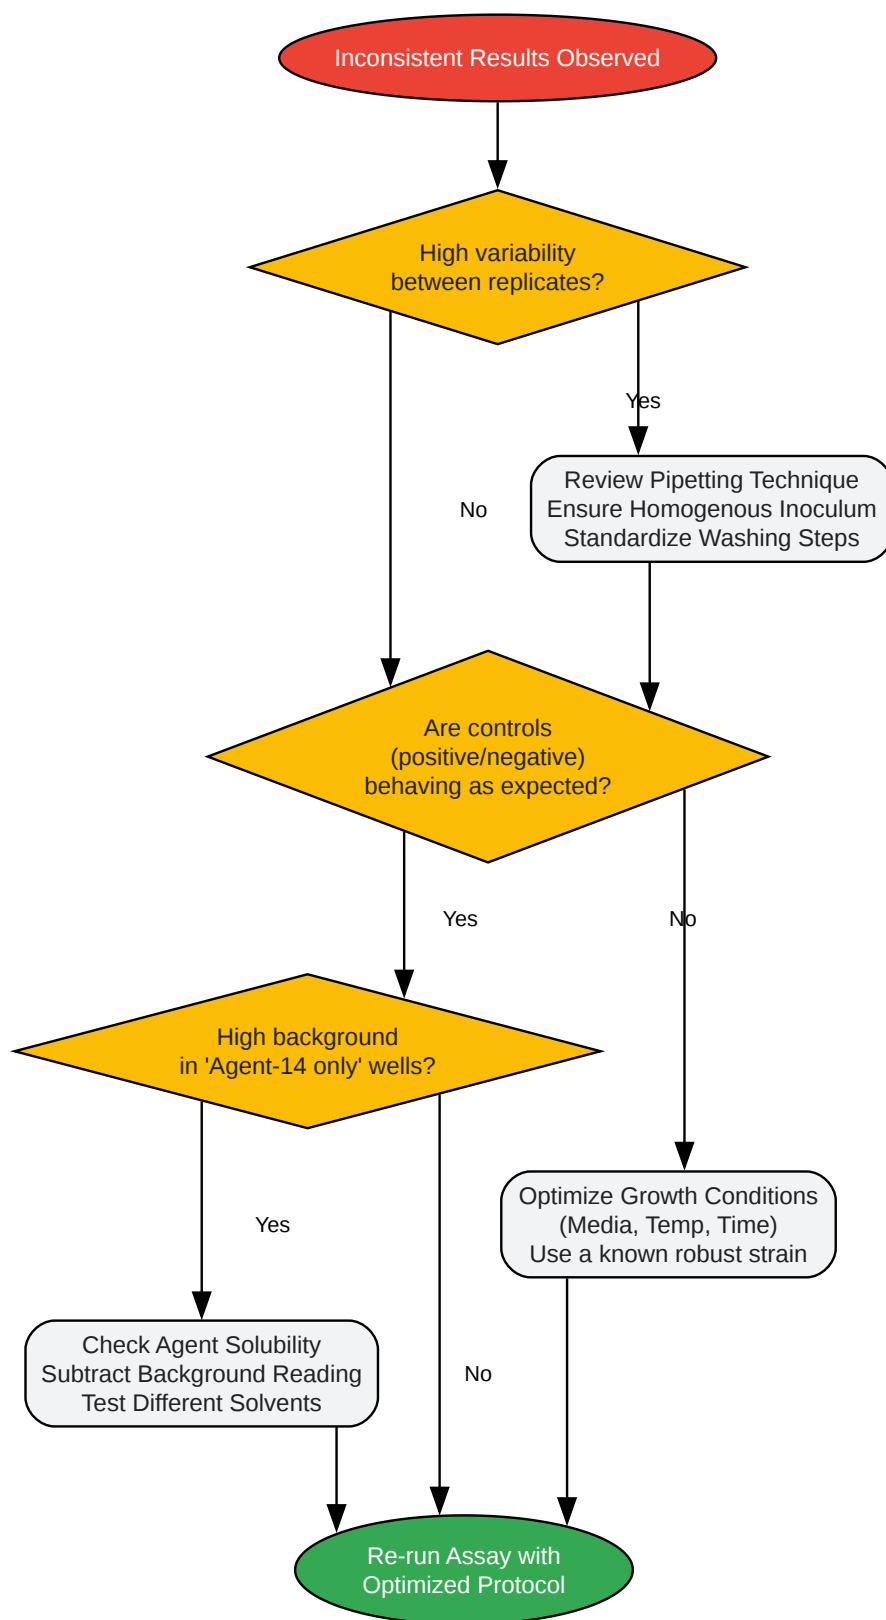 Inconsistent Results Observed
High variability
between replicates?
Yes
Review Pipetting Technique
Ensure Homogenous Inoculum
Standardize Washing Steps
No
Are controls
(positive/negative)
behaving as expected?
Yes
No
High background
in 'Agent-14 only' wells?
Optimize Growth Conditions
(Media, Temp, Time)
Use a known robust strain
Yes
Check Agent Solubility
Subtract Background Reading
Test Different Solvents
No
Re-run Assay with
Optimized Protocol